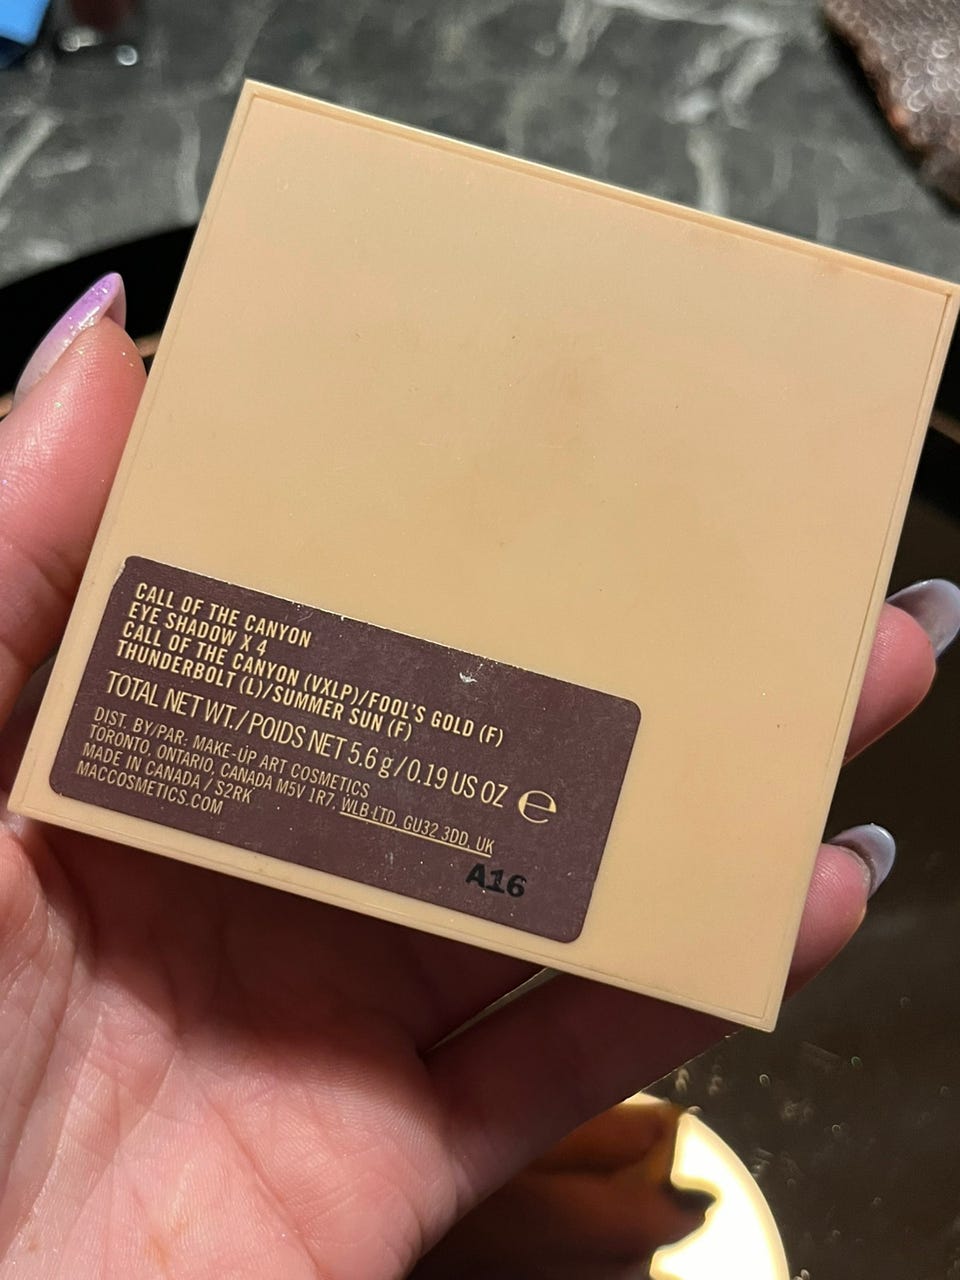 CALL OF THE CANYON
EYE SHADOW X 4
CALL OF THE CANYON (VXLP)/FOOL'S GOLD (F)
THUNDERBOLT (L)/SUMMER SUN (F)
TOTAL NET WT./POIDS NET 5.6 g/0.19 US OZ e
DIST. BY/PAR: MAKE-UP ART COSMETICS
TORONTO, ONTARIO, CANADA M5V 1R7. WLB-LTD. GU32 3DD, UK
MADE IN CANADA / S2RK
MACCOSMETICS.COM
A16